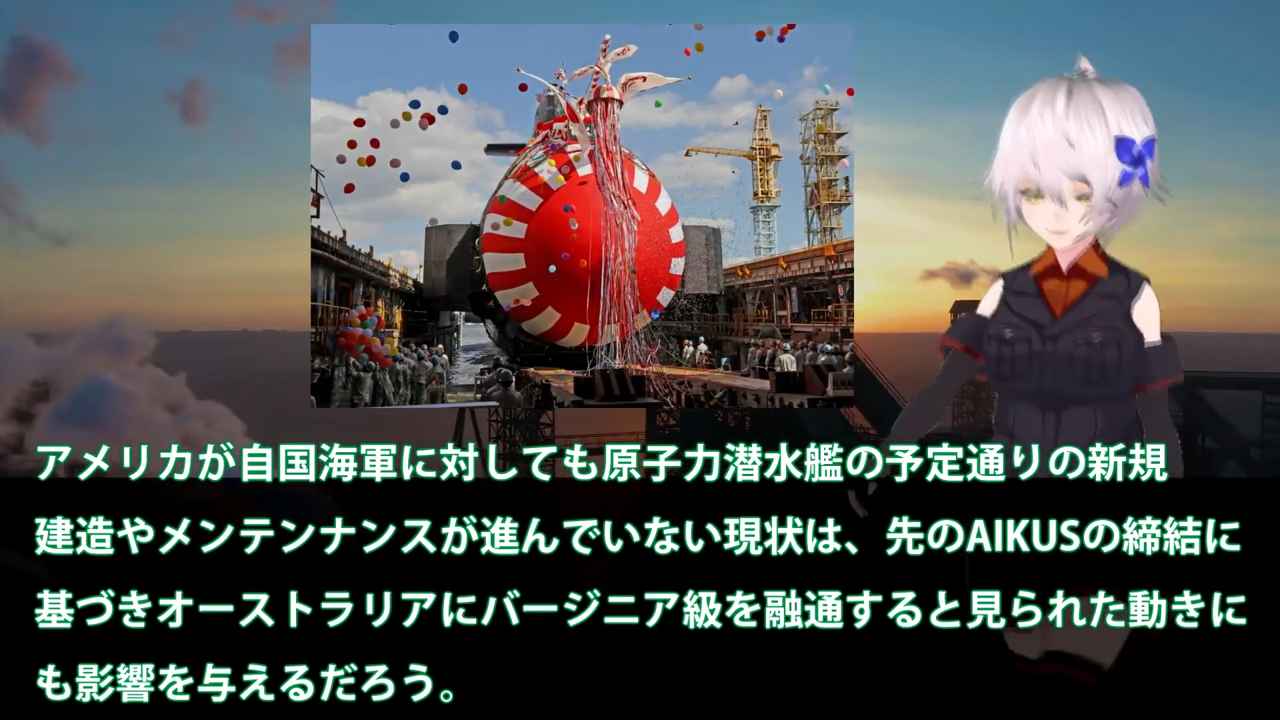 アメリカが自国海軍に対しても原子力潜水艦の予定通りの新規
建造やメンテンナンスが進んでいない現状は、先のAIKUSの締結に
基づきオーストラリアにバージニア級を融通すると見られた動きに
も影響を与えるだろう。